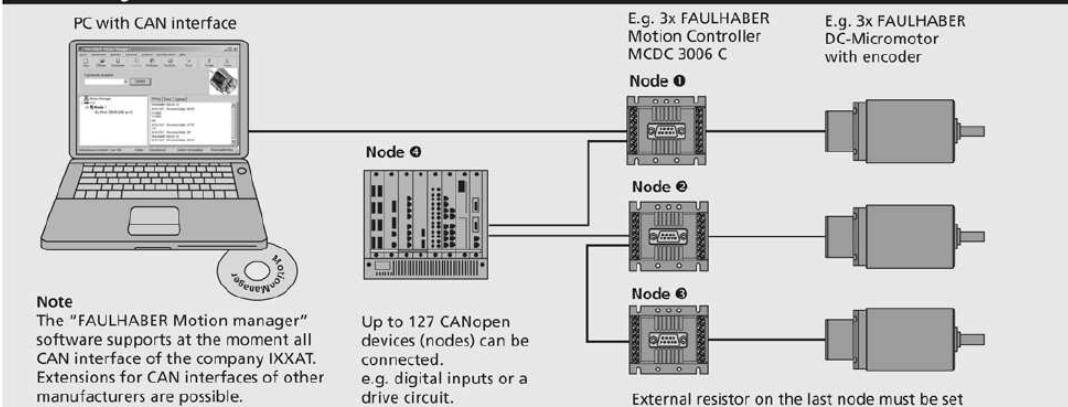 PC with CAN interface
E.g. 3x FAULHABER
Motion Controller
MCDC 3006 C
E.g. 3x FAULHABER
DC-Micromotor
with encoder
Node ❶
Node ❹
Node ❷
Node ❸
MotionManager
Note
The "FAULHABER Motion manager"
software supports at the moment all
CAN interface of the company IXXAT.
Extensions for CAN interfaces of other
manufacturers are possible.
Up to 127 CANopen
devices (nodes) can be
connected.
e.g. digital inputs or a
drive circuit.
External resistor on the last node must be set